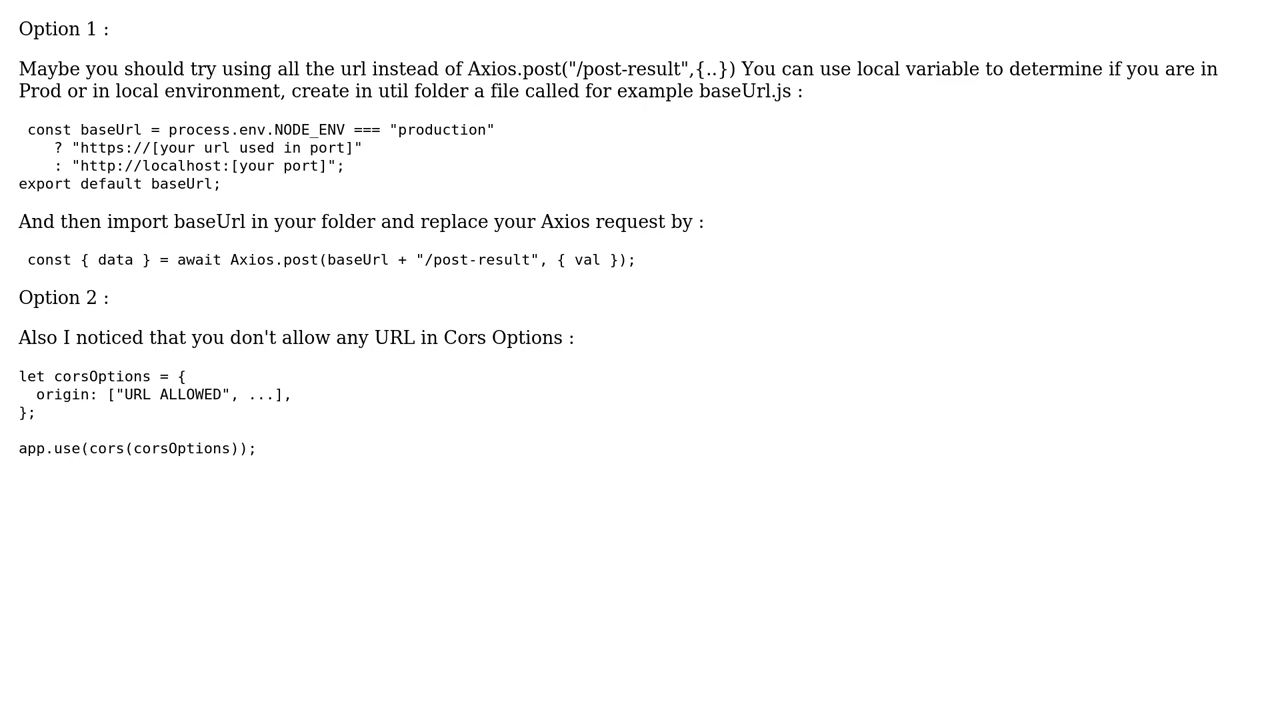 Option 1 :
Maybe you should try using all the url instead of Axios.post("/post-result",{..}) You can use local variable to determine if you are in
Prod or in local environment, create in util folder a file called for example baseUrl.js :
 const baseUrl = process.env.NODE_ENV === "production"
    ? "https://[your url used in port]"
    : "http://localhost:[your port]";
export default baseUrl;
And then import baseUrl in your folder and replace your Axios request by :
 const { data } = await Axios.post(baseUrl + "/post-result", { val });
Option 2 :
Also I noticed that you don't allow any URL in Cors Options :
let corsOptions = {
  origin: ["URL ALLOWED", ...],
};
app.use(cors(corsOptions));